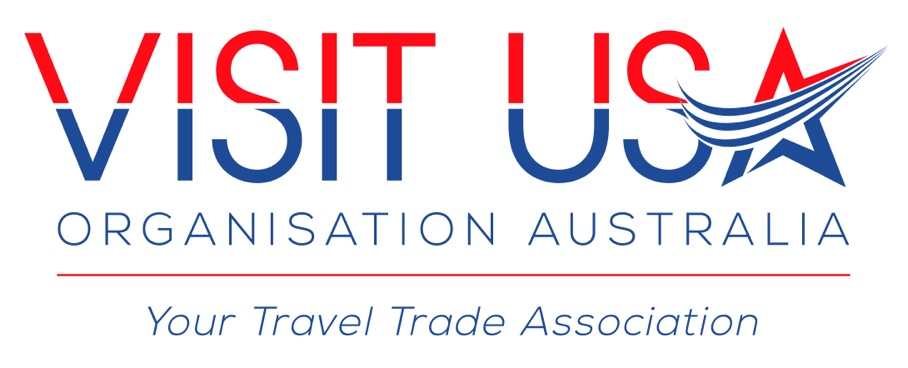 VISIT USA
ORGANISATION AUSTRALIA
Your Travel Trade Association